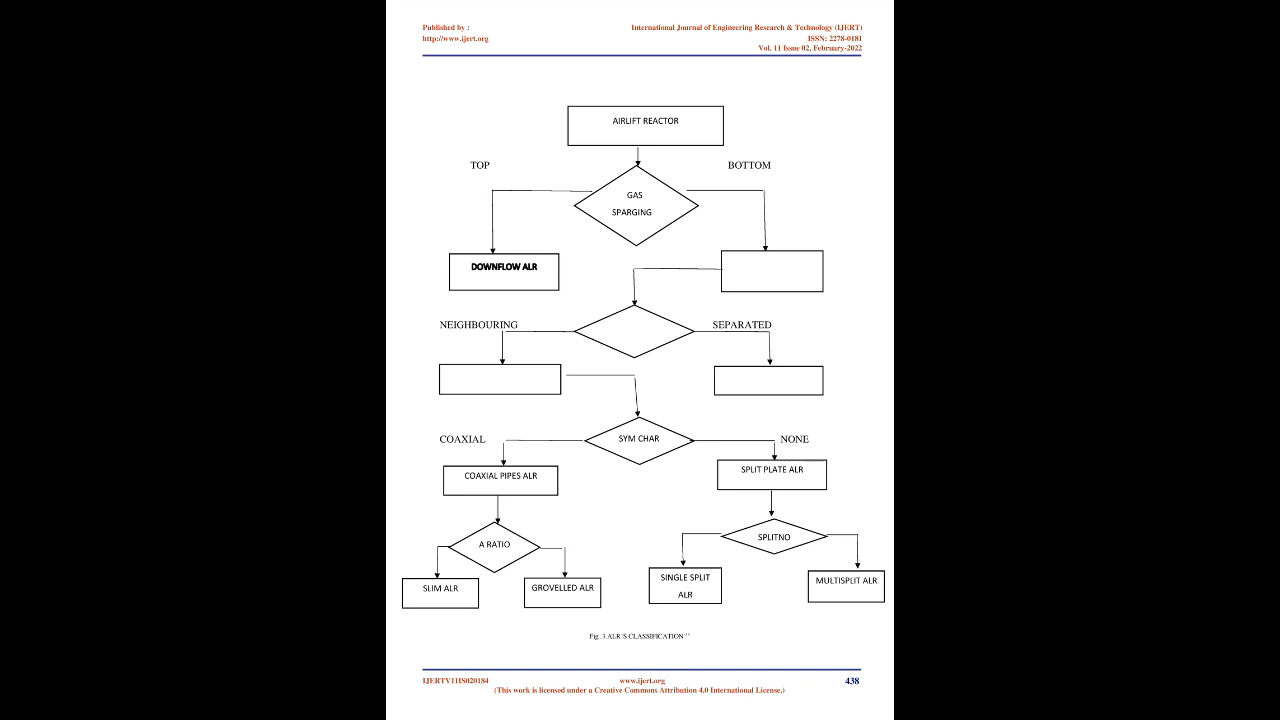 Published by :
International Journal of Engineering Research & Technology (IJERT)
http://www.ijert.org
ISSN: 2278-0181
Vol. 11 Issue 02, February-2022
AIRLIFT REACTOR
TOP
BOTTOM
GAS
SPARGING
DOWNFLOW ALR
NEIGHBOURING
SEPARATED
SYM CHAR
COAXIAL
NONE
COAXIAL PIPES ALR
SPLIT PLATE ALR
A RATIO
SPLITNO
SLIM ALR
GROVELLED ALR
SINGLE SPLIT
ALR
MULTISPLIT ALR
Fig .3.ALR`S CLASSIFICATION
IJERTV11IS020184
www.ijert.org
438
(This work is licensed under a Creative Commons Attribution 4.0 International License.)